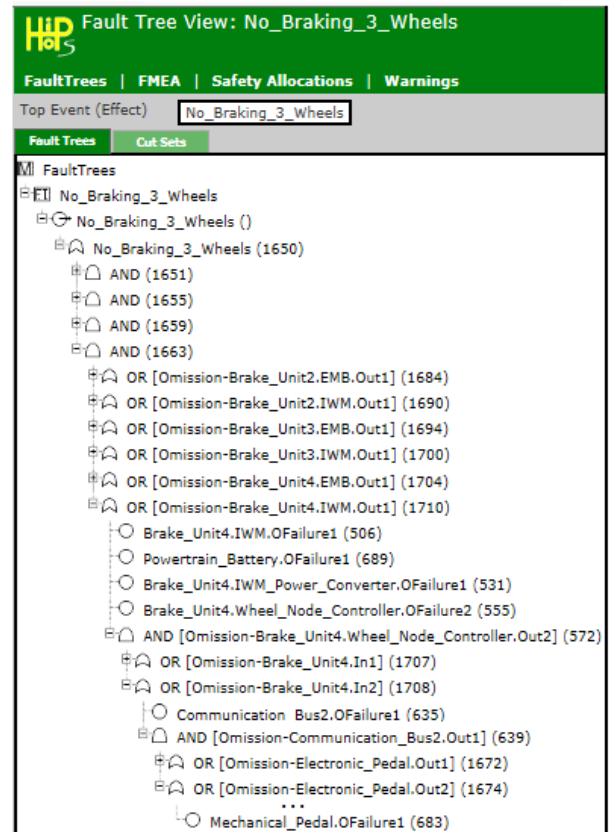 HiP HOPS Fault Tree View: No_Braking_3_Wheels
FaultTrees | FMEA | Safety Allocations | Warnings
Top Event (Effect) No_Braking_3_Wheels
Fault Trees Cut Sets
M FaultTrees
FT No_Braking_3_Wheels
No_Braking_3_Wheels ()
No_Braking_3_Wheels (1650)
AND (1651)
AND (1655)
AND (1659)
AND (1663)
OR [Omission-Brake_Unit2.EMB.Out1] (1684)
OR [Omission-Brake_Unit2.IWM.Out1] (1690)
OR [Omission-Brake_Unit3.EMB.Out1] (1694)
OR [Omission-Brake_Unit3.IWM.Out1] (1700)
OR [Omission-Brake_Unit4.EMB.Out1] (1704)
OR [Omission-Brake_Unit4.IWM.Out1] (1710)
Brake_Unit4.IWM.OFailure1 (506)
Powertrain_Battery.OFailure1 (689)
Brake_Unit4.IWM_Power_Converter.OFailure1 (531)
Brake_Unit4.Wheel_Node_Controller.OFailure2 (555)
AND [Omission-Brake_Unit4.Wheel_Node_Controller.Out2] (572)
OR [Omission-Brake_Unit4.In1] (1707)
OR [Omission-Brake_Unit4.In2] (1708)
Communication_Bus2.OFailure1 (635)
AND [Omission-Communication_Bus2.Out1] (639)
OR [Omission-Electronic_Pedal.Out1] (1672)
OR [Omission-Electronic_Pedal.Out2] (1674)
...
Mechanical_Pedal.OFailure1 (683)